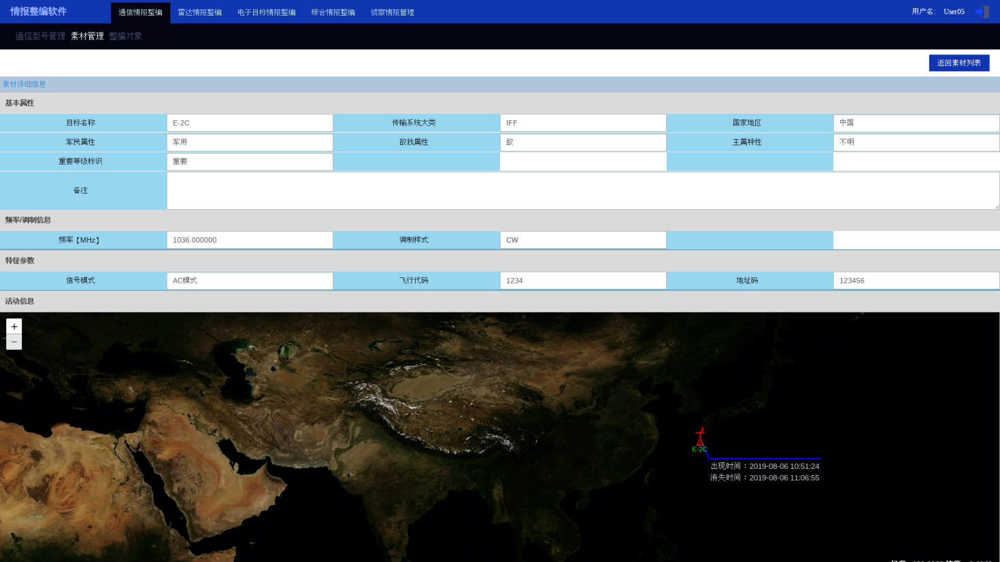 情报整编软件 通信情报整编 雷达情报整编 电子目标情报整编 综合情报整编 侦察情报管理 用户名: User05
通信型号管理 素材管理 整编对象
返回素材列表
素材详细信息
基本属性
目标名称 E-2C 传输系统大类 IFF 国家地区 中国
军民属性 军用 敌我属性 敌 主属特性 不明
重要等级标识 重要
备注
频率/调制信息
频率【MHz】 1036.000000 调制样式 CW
特征参数
信号模式 AC模式 飞行代码 1234 地址码 123456
活动信息
+
−
E-2C
出现时间：2019-08-06 10:51:24
消失时间：2019-08-06 11:06:55